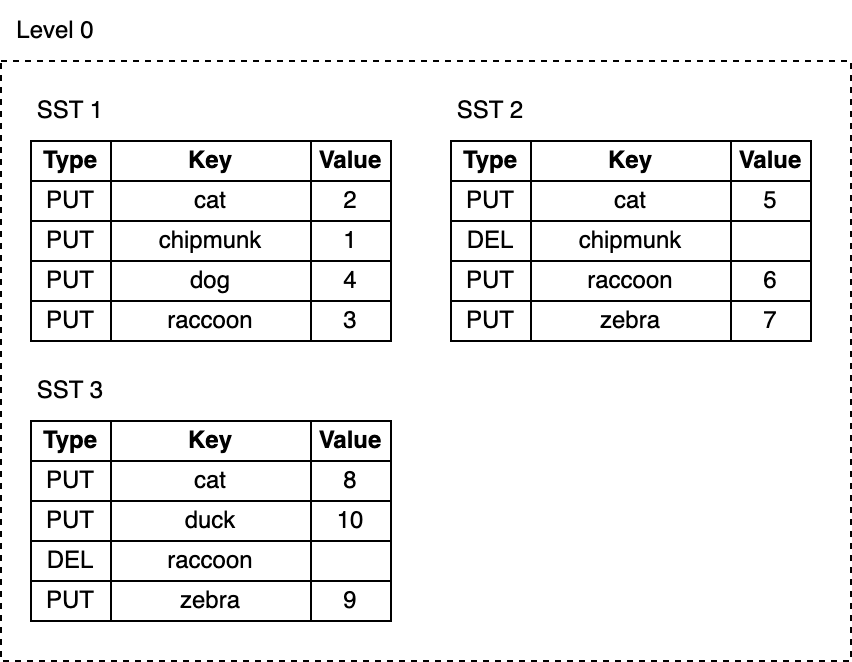 Level 0
SST 1
Type Key Value
PUT cat 2
PUT chipmunk 1
PUT dog 4
PUT raccoon 3
SST 2
Type Key Value
PUT cat 5
DEL chipmunk
PUT raccoon 6
PUT zebra 7
SST 3
Type Key Value
PUT cat 8
PUT duck 10
DEL raccoon
PUT zebra 9